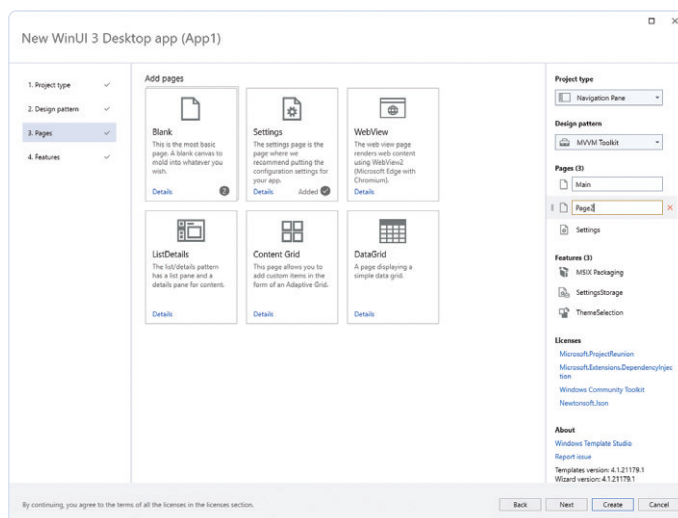 New WinUI 3 Desktop app (App1)
1. Project type
2. Design pattern
3. Pages
4. Features
Add pages
Blank
This is the most basic
page. A blank canvas to
mold into whatever you
wish.
Details
2
Settings
The settings page is the
page where we
recommend putting the
configuration settings for
your app.
Details Added
WebView
The web view page
renders web content
using WebView2
(Microsoft Edge with
Chromium).
Details
ListDetails
The list/details pattern
has a list pane and a
details pane for content.
Details
Content Grid
This page allows you to
add custom items in the
form of an Adaptive Grid.
Details
DataGrid
A page displaying a
simple data grid.
Details
Project type
Navigation Pane
Design pattern
MVVM Toolkit
Pages (3)
Main
Page2
Settings
Features (3)
MSIX Packaging
SettingsStorage
ThemeSelection
Licenses
Microsoft.ProjectReunion
Microsoft.Extensions.DependencyInjec
tion
Windows Community Toolkit
Newtonsoft.Json
About
Windows Template Studio
Report issue
Templates version: 4.1.21179.1
Wizard version: 4.1.21179.1
By continuing, you agree to the terms of all the licenses in the licenses section.
Back Next Create Cancel